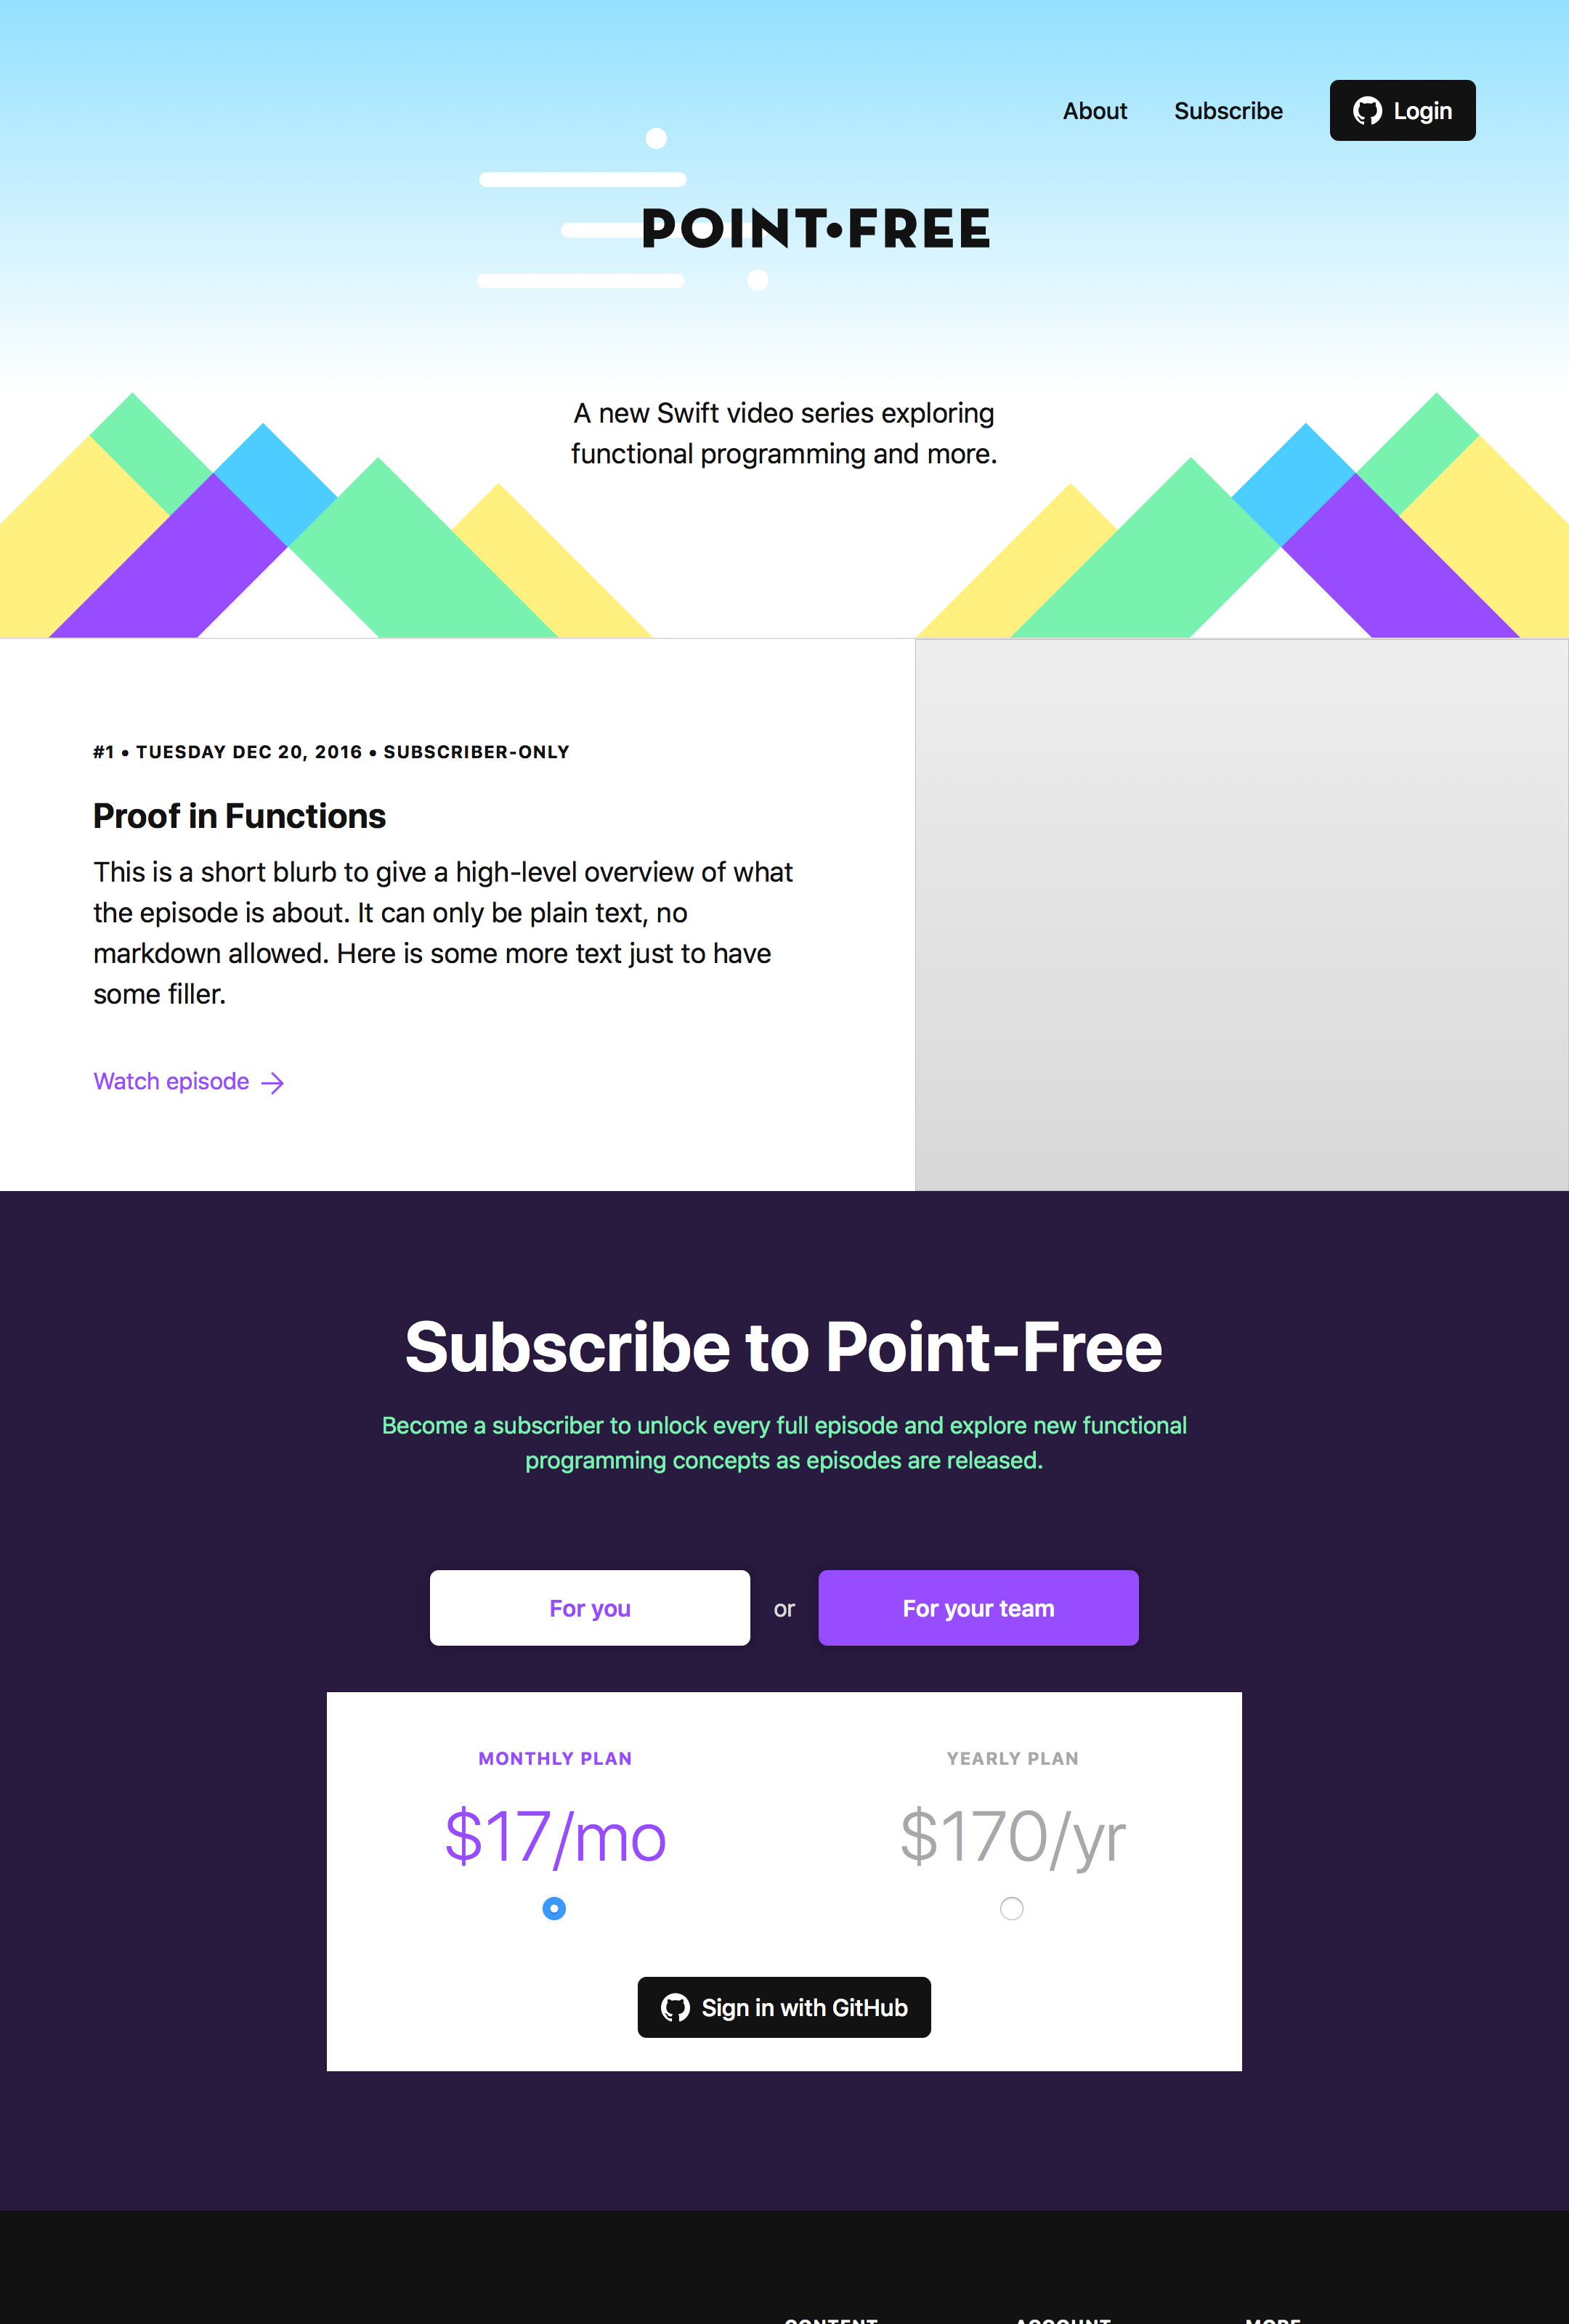 About Subscribe Login
POINT•FREE
A new Swift video series exploring
functional programming and more.
#1 • TUESDAY DEC 20, 2016 • SUBSCRIBER-ONLY
Proof in Functions
This is a short blurb to give a high-level overview of what
the episode is about. It can only be plain text, no
markdown allowed. Here is some more text just to have
some filler.
Watch episode →
Subscribe to Point-Free
Become a subscriber to unlock every full episode and explore new functional
programming concepts as episodes are released.
For you or For your team
MONTHLY PLAN YEARLY PLAN
$17/mo $170/yr
Sign in with GitHub
CONTENT ACCOUNT MORE